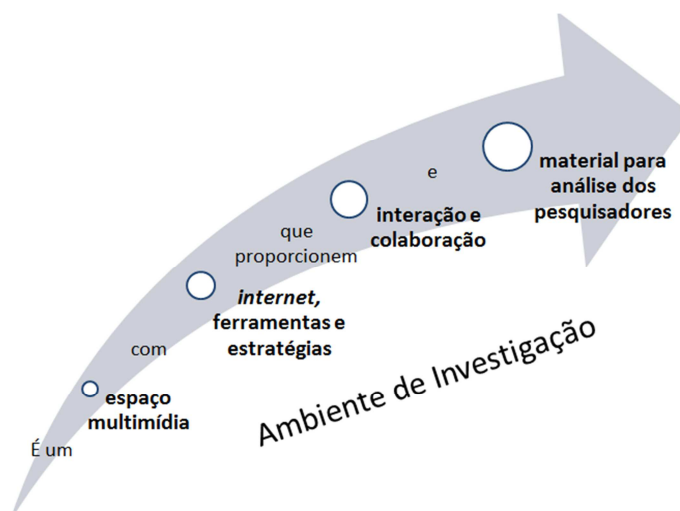 É um
espaço
multimídia
com
internet,
ferramentas e
estratégias
que
proporcionem
interação e
colaboração
e
material para
análise dos
pesquisadores
Ambiente de Investigação